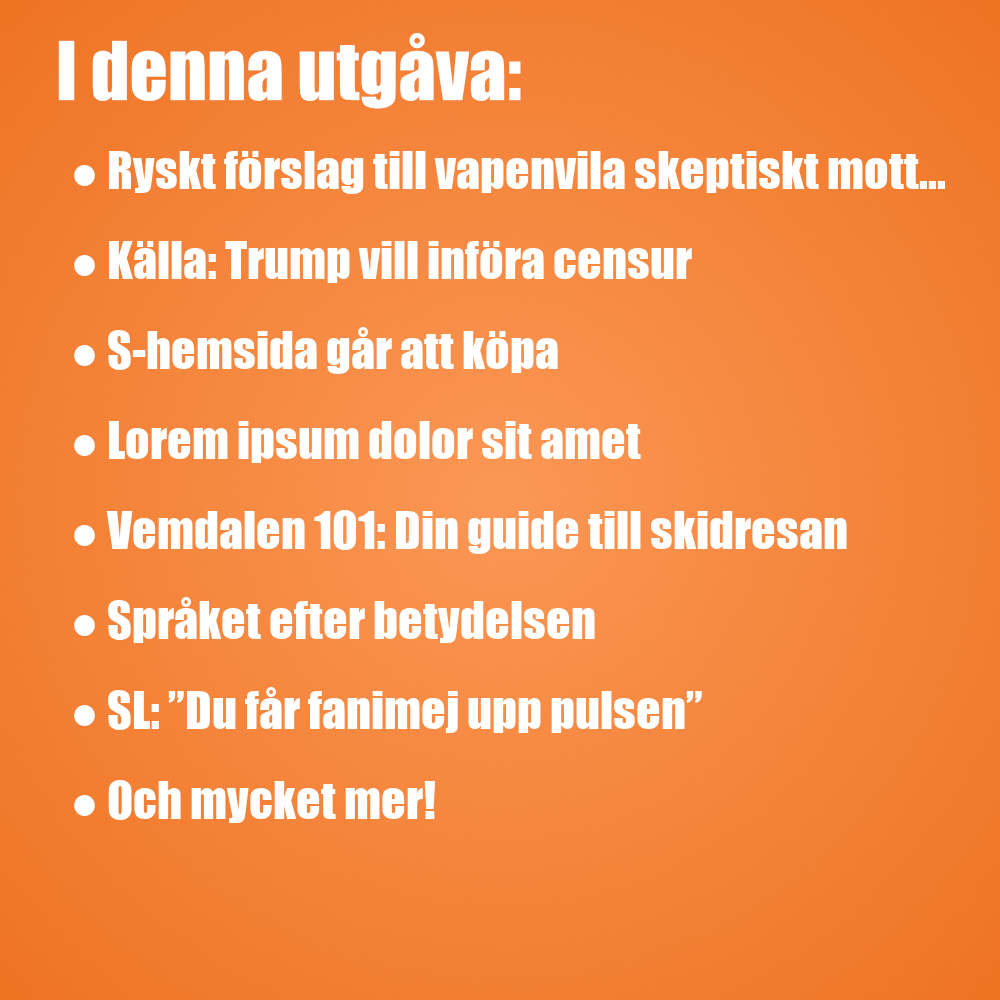 I denna utgåva:
• Ryskt förslag till vapenvila skeptiskt mott...
• Källa: Trump vill införa censur
• S-hemsida går att köpa
• Lorem ipsum dolor sit amet
• Vemdalen 101: Din guide till skidresan
• Språket efter betydelsen
• SL: ”Du får fanimej upp pulsen”
• Och mycket mer!